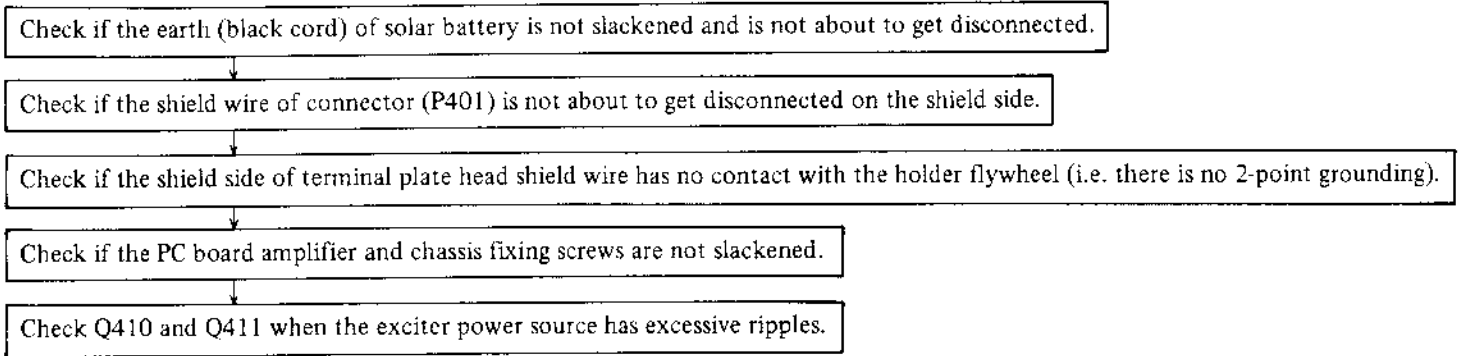 Check if the earth (black cord) of solar battery is not slackened and is not about to get disconnected.
Check if the shield wire of connector (P401) is not about to get disconnected on the shield side.
Check if the shield side of terminal plate head shield wire has no contact with the holder flywheel (i.e. there is no 2-point grounding).
Check if the PC board amplifier and chassis fixing screws are not slackened.
Check Q410 and Q411 when the exciter power source has excessive ripples.